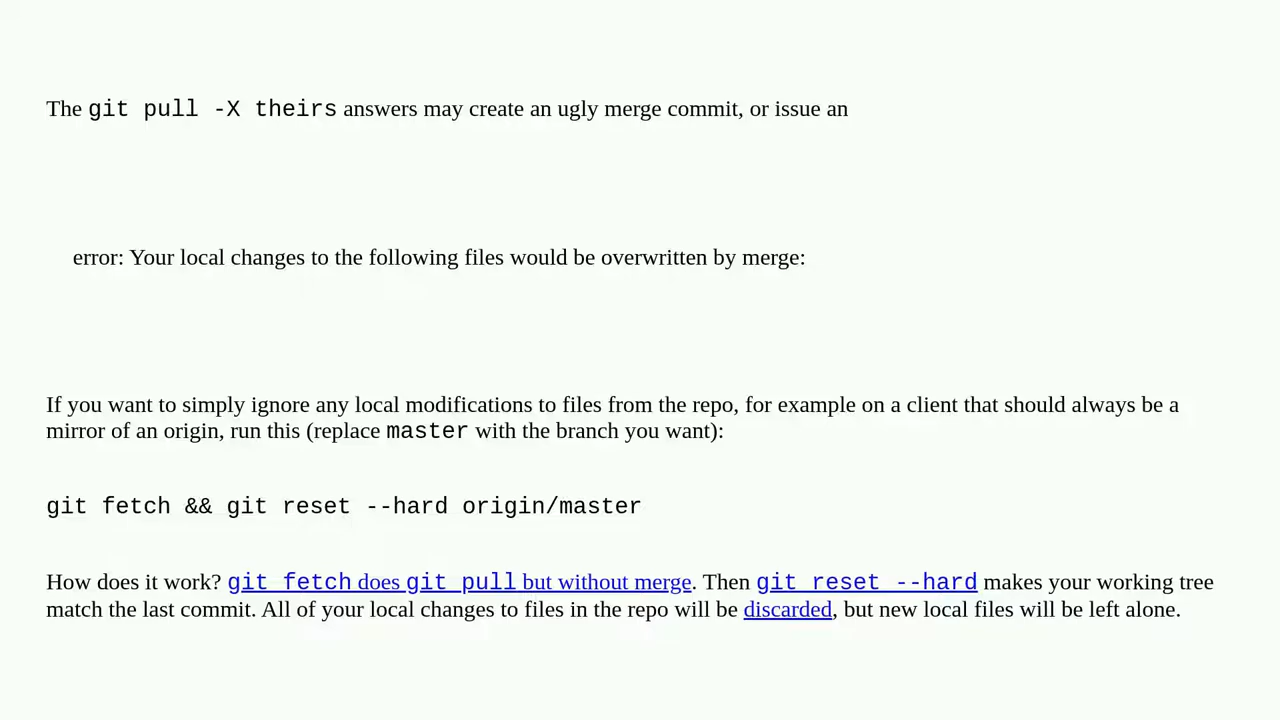 The git pull -X theirs answers may create an ugly merge commit, or issue an
error: Your local changes to the following files would be overwritten by merge:
If you want to simply ignore any local modifications to files from the repo, for example on a client that should always be a
mirror of an origin, run this (replace master with the branch you want):
git fetch && git reset --hard origin/master
How does it work? git fetch does git pull but without merge. Then git reset --hard makes your working tree
match the last commit. All of your local changes to files in the repo will be discarded, but new local files will be left alone.